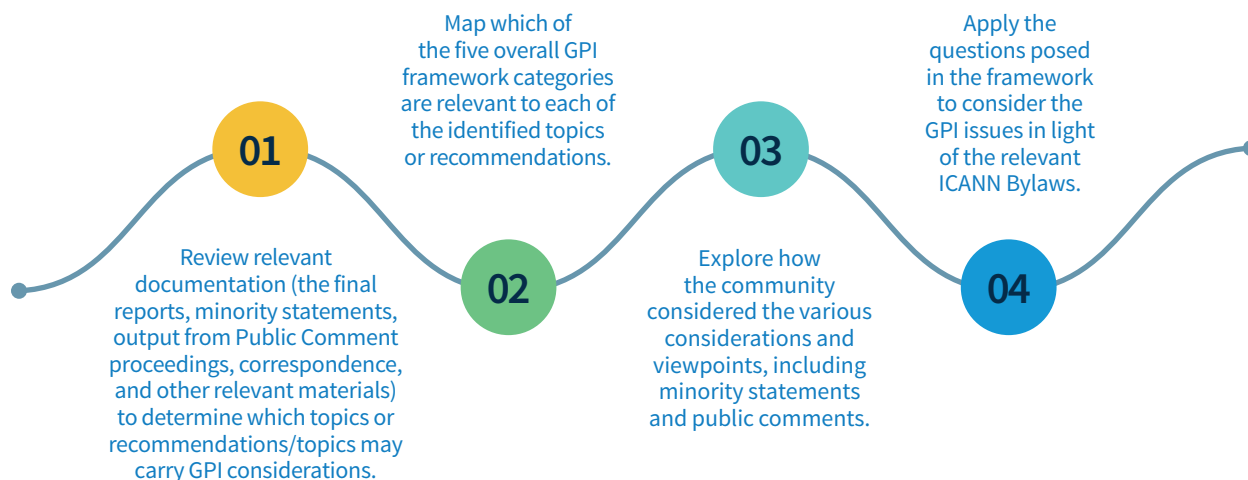 01
Review relevant
documentation (the final
reports, minority statements,
output from Public Comment
proceedings, correspondence,
and other relevant materials)
to determine which topics or
recommendations/topics may
carry GPI considerations.
Map which of
the five overall GPI
framework categories
are relevant to each of
the identified topics
or recommendations.
02
03
Explore how
the community
considered the various
considerations and
viewpoints, including
minority statements
and public comments.
Apply the
questions posed
in the framework
to consider the
GPI issues in light
of the relevant
ICANN Bylaws.
04